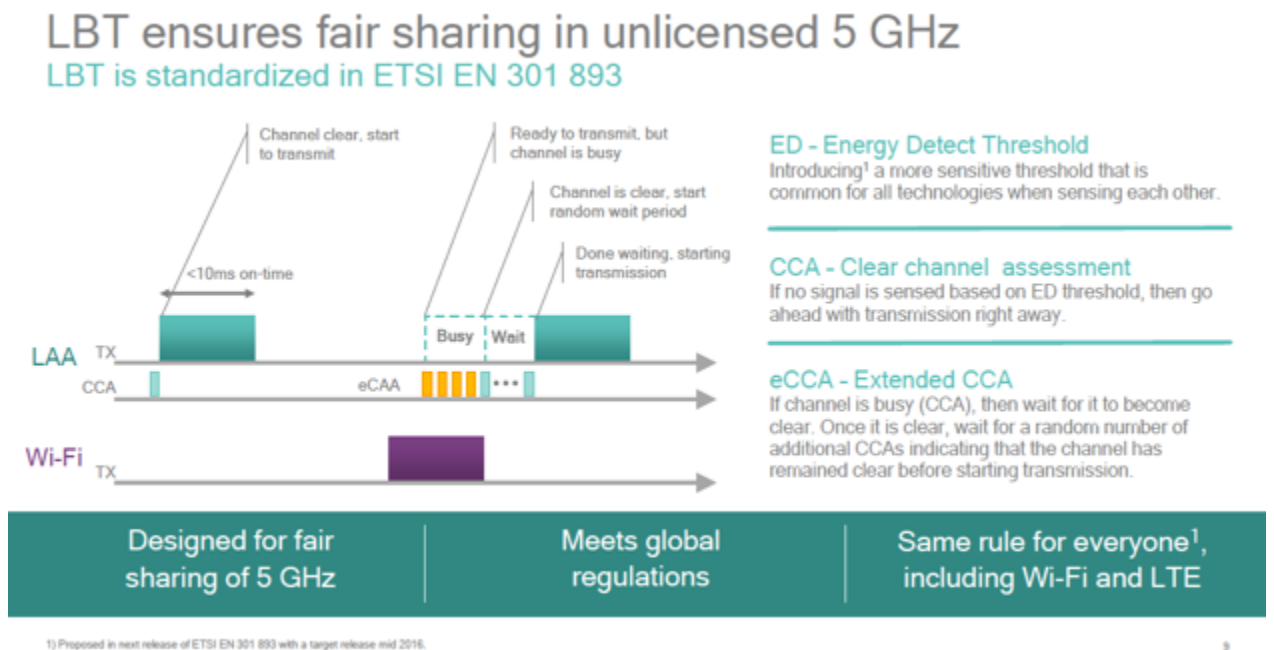 LBT ensures fair sharing in unlicensed 5 GHz
LBT is standardized in ETSI EN 301 893
Channel clear, start
to transmit
Ready to transmit, but
channel is busy
Channel is clear, start
random wait period
Done waiting, starting
transmission
<10ms on-time
Busy
Wait
LAA
TX
CCA
eCAA
Wi-Fi
TX
ED - Energy Detect Threshold
Introducing¹ a more sensitive threshold that is
common for all technologies when sensing each other.
CCA - Clear channel assessment
If no signal is sensed based on ED threshold, then go
ahead with transmission right away.
eCCA - Extended CCA
If channel is busy (CCA), then wait for it to become
clear. Once it is clear, wait for a random number of
additional CCAs indicating that the channel has
remained clear before starting transmission.
Designed for fair
sharing of 5 GHz
Meets global
regulations
Same rule for everyone¹,
including Wi-Fi and LTE
1) Proposed in next release of ETSI EN 301 893 with a target release mid 2016.
9